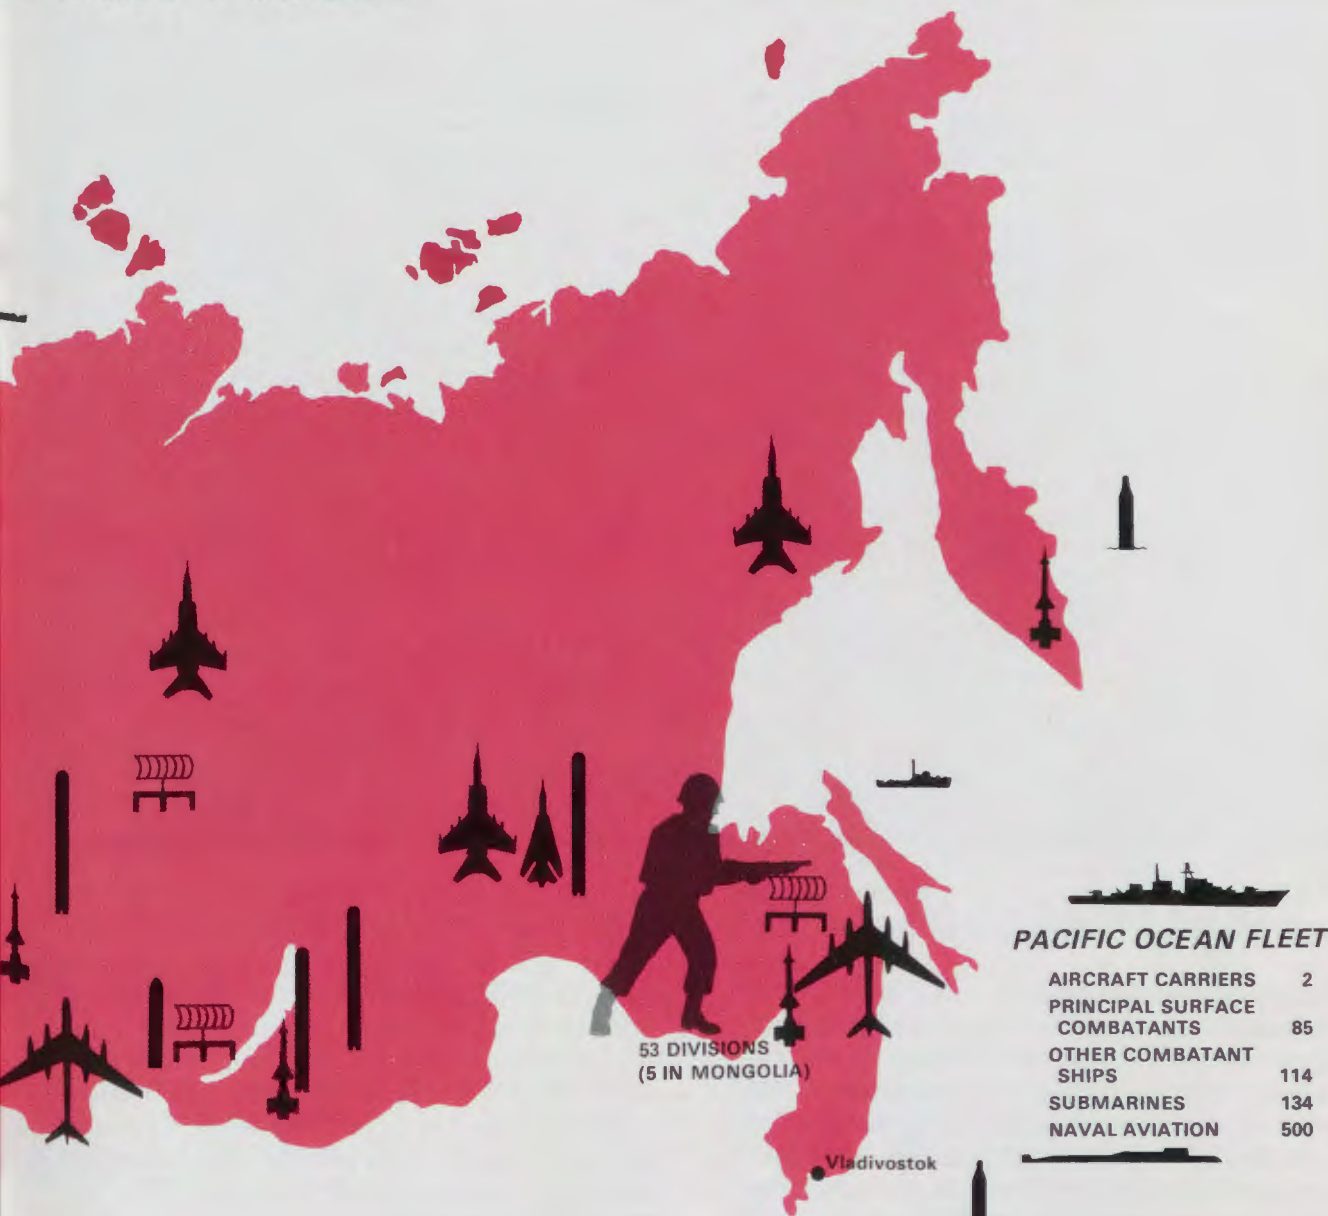 53 DIVISIONS
(5 IN MONGOLIA)
Vladivostok
PACIFIC OCEAN FLEET
AIRCRAFT CARRIERS 2
PRINCIPAL SURFACE
COMBATANTS 85
OTHER COMBATANT
SHIPS 114
SUBMARINES 134
NAVAL AVIATION 500